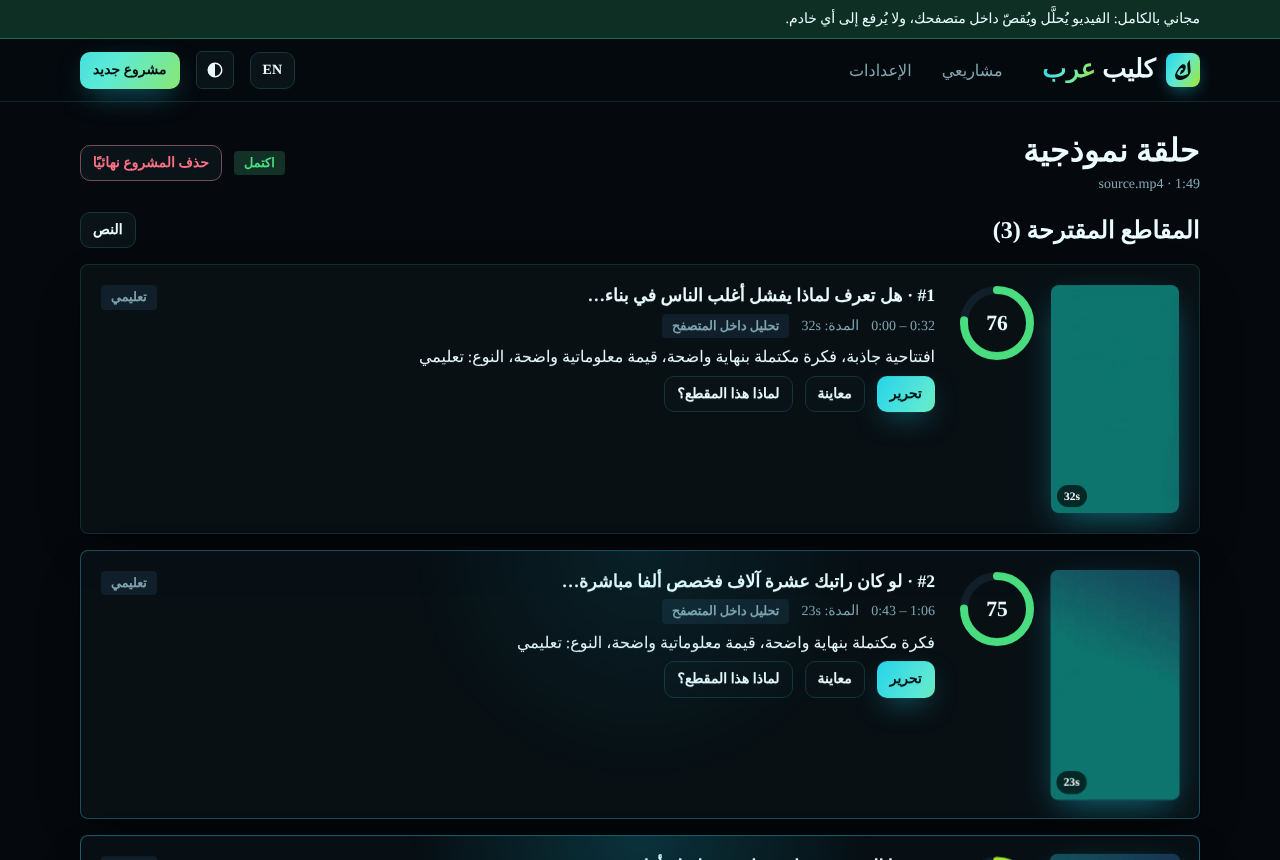 مجاني بالكامل: الفيديو يُحلَّل ويُقصّ داخل متصفحك، ولا يُرفع إلى أي خادم.
ك كليب عرب مشاريعي الإعدادات EN مشروع جديد
حلقة نموذجية اكتمل حذف المشروع نهائيًا
source.mp4 · 1:49
المقاطع المقترحة (3) النص
#1 · هل تعرف لماذا يفشل أغلب الناس في بناء… تعليمي
76
0:00 – 0:32 المدة: 32s تحليل داخل المتصفح
افتتاحية جاذبة، فكرة مكتملة بنهاية واضحة، قيمة معلوماتية واضحة، النوع: تعليمي
تحرير معاينة لماذا هذا المقطع؟
32s
#2 · لو كان راتبك عشرة آلاف فخصص ألفا مباشرة… تعليمي
75
0:43 – 1:06 المدة: 23s تحليل داخل المتصفح
فكرة مكتملة بنهاية واضحة، قيمة معلوماتية واضحة، النوع: تعليمي
تحرير معاينة لماذا هذا المقطع؟
23s